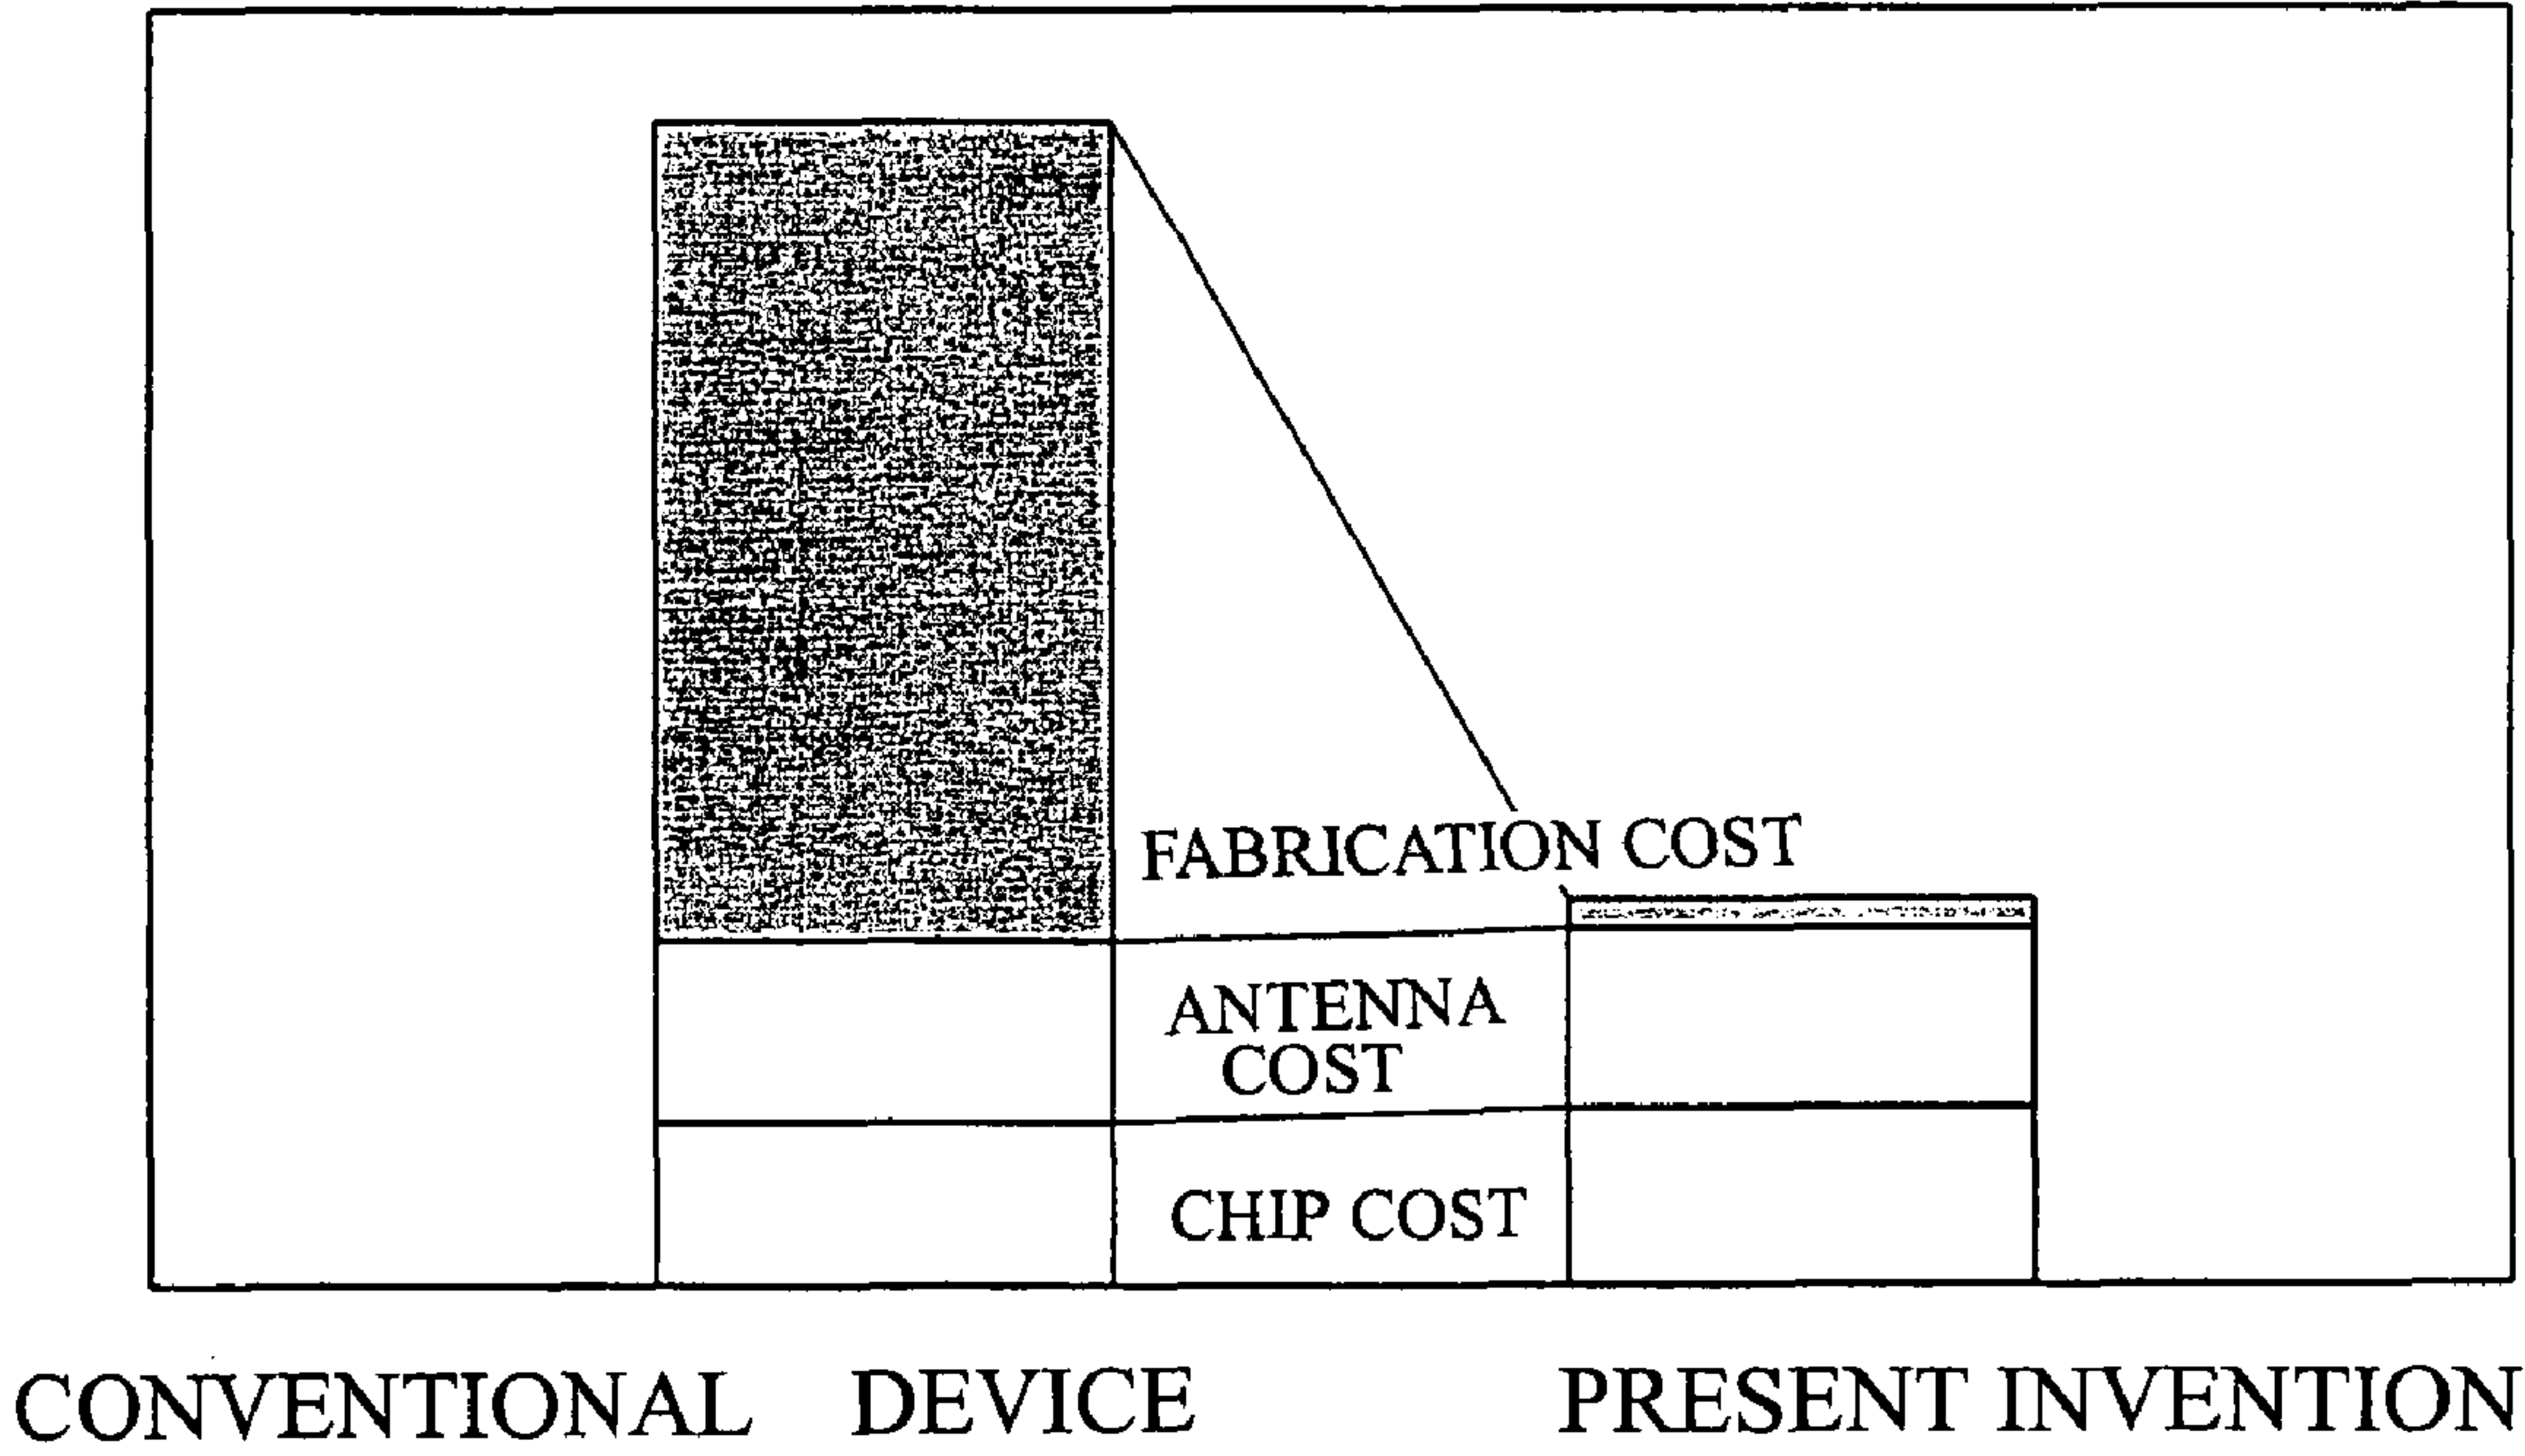 FABRICATION COST
ANTENNA
COST
CHIP COST
CONVENTIONAL DEVICE
PRESENT INVENTION